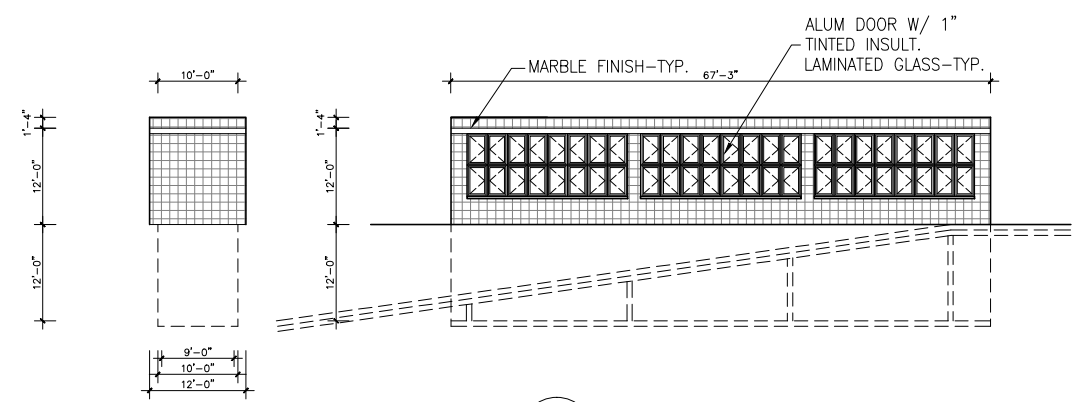 ALUM DOOR W/ 1"
TINTED INSULT.
LAMINATED GLASS-TYP.
MARBLE FINISH-TYP.
10'-0"
67'-3"
1'-4"
1'-4"
12'-0"
12'-0"
12'-0"
12'-0"
9'-0"
10'-0"
12'-0"